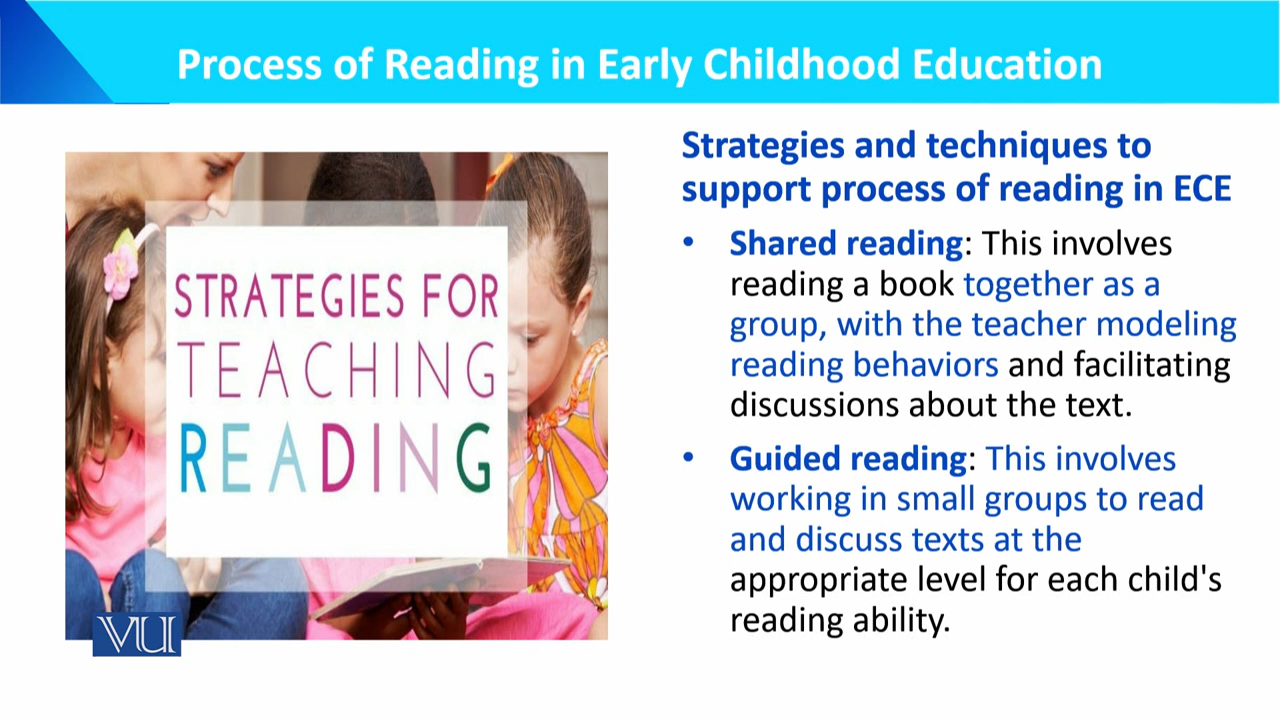 Process of Reading in Early Childhood Education
Strategies and techniques to
support process of reading in ECE
• Shared reading: This involves
reading a book together as a
group, with the teacher modeling
reading behaviors and facilitating
discussions about the text.
• Guided reading: This involves
working in small groups to read
and discuss texts at the
appropriate level for each child's
reading ability.
STRATEGIES FOR
TEACHING
READING
VU